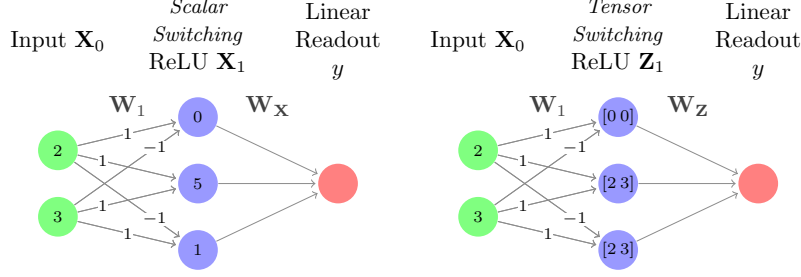 Scalar
Switching
ReLU X₁
Input X₀
Linear
Readout
y
W₁
W_X
2
3
1
−1
1
1
−1
1
0
5
1
Tensor
Switching
ReLU Z₁
Input X₀
Linear
Readout
y
W₁
W_Z
2
3
1
−1
1
1
−1
1
[0 0]
[2 3]
[2 3]